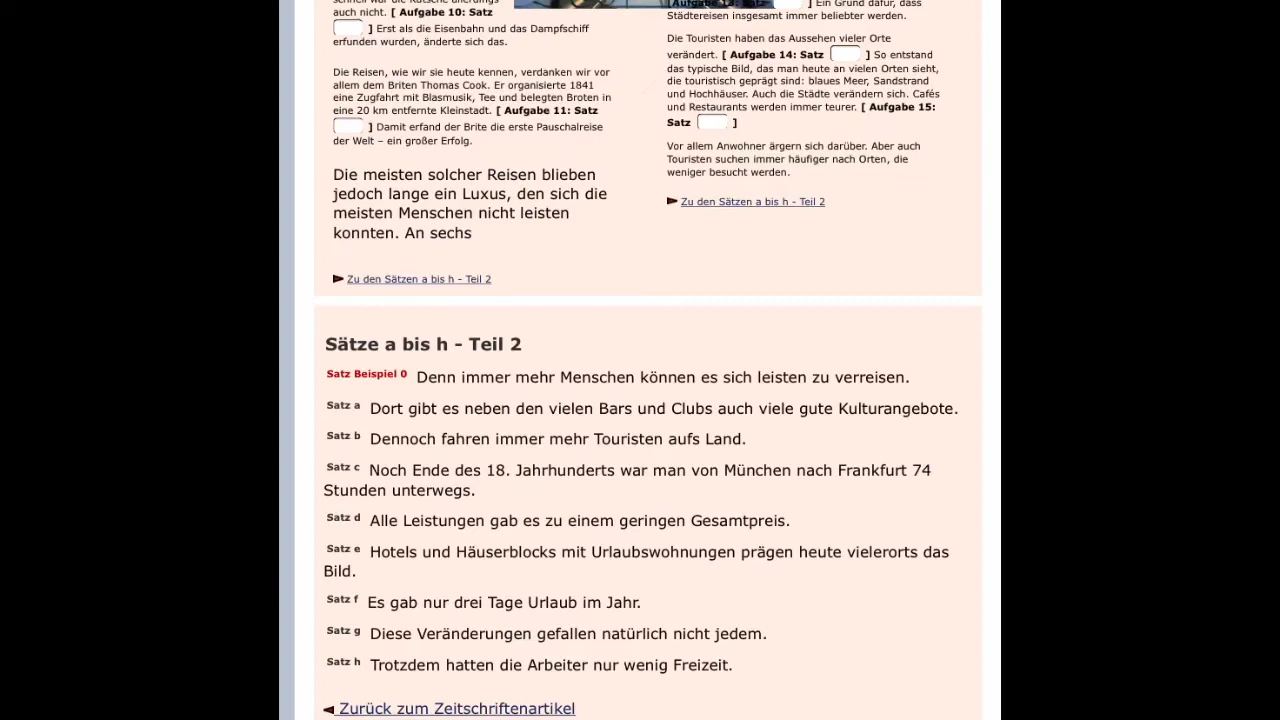 schnell war die Kutsche allerdings
auch nicht. [ Aufgabe 10: Satz
] Erst als die Eisenbahn und das Dampfschiff
erfunden wurden, änderte sich das.
Die Reisen, wie wir sie heute kennen, verdanken wir vor
allem dem Briten Thomas Cook. Er organisierte 1841
eine Zugfahrt mit Blasmusik, Tee und belegten Broten in
eine 20 km entfernte Kleinstadt. [ Aufgabe 11: Satz
] Damit erfand der Brite die erste Pauschalreise
der Welt – ein großer Erfolg.
Die meisten solcher Reisen blieben
jedoch lange ein Luxus, den sich die
meisten Menschen nicht leisten
konnten. An sechs
Zu den Sätzen a bis h - Teil 2
[Aufgabe 13: Satz ] Ein Grund dafür, dass
Städtereisen insgesamt immer beliebter werden.
Die Touristen haben das Aussehen vieler Orte
verändert. [ Aufgabe 14: Satz ] So entstand
das typische Bild, das man heute an vielen Orten sieht,
die touristisch geprägt sind: blaues Meer, Sandstrand
und Hochhäuser. Auch die Städte verändern sich. Cafés
und Restaurants werden immer teurer. [ Aufgabe 15:
Satz ]
Vor allem Anwohner ärgern sich darüber. Aber auch
Touristen suchen immer häufiger nach Orten, die
weniger besucht werden.
Zu den Sätzen a bis h - Teil 2
Sätze a bis h - Teil 2
Satz Beispiel 0 Denn immer mehr Menschen können es sich leisten zu verreisen.
Satz a Dort gibt es neben den vielen Bars und Clubs auch viele gute Kulturangebote.
Satz b Dennoch fahren immer mehr Touristen aufs Land.
Satz c Noch Ende des 18. Jahrhunderts war man von München nach Frankfurt 74
Stunden unterwegs.
Satz d Alle Leistungen gab es zu einem geringen Gesamtpreis.
Satz e Hotels und Häuserblocks mit Urlaubswohnungen prägen heute vielerorts das
Bild.
Satz f Es gab nur drei Tage Urlaub im Jahr.
Satz g Diese Veränderungen gefallen natürlich nicht jedem.
Satz h Trotzdem hatten die Arbeiter nur wenig Freizeit.
Zurück zum Zeitschriftenartikel